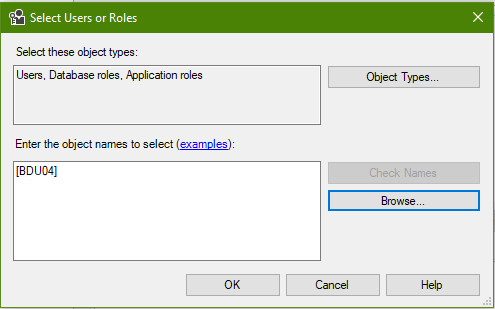 Select Users or Roles
Select these object types:
Users, Database roles, Application roles
Object Types...
Enter the object names to select (examples):
[BDU04]
Check Names
Browse...
OK
Cancel
Help